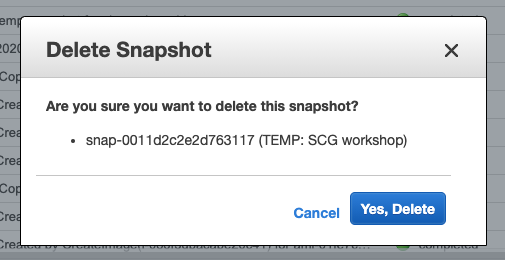 Delete Snapshot
Are you sure you want to delete this snapshot?
snap-0011d2c2e2d763117 (TEMP: SCG workshop)
Cancel Yes, Delete